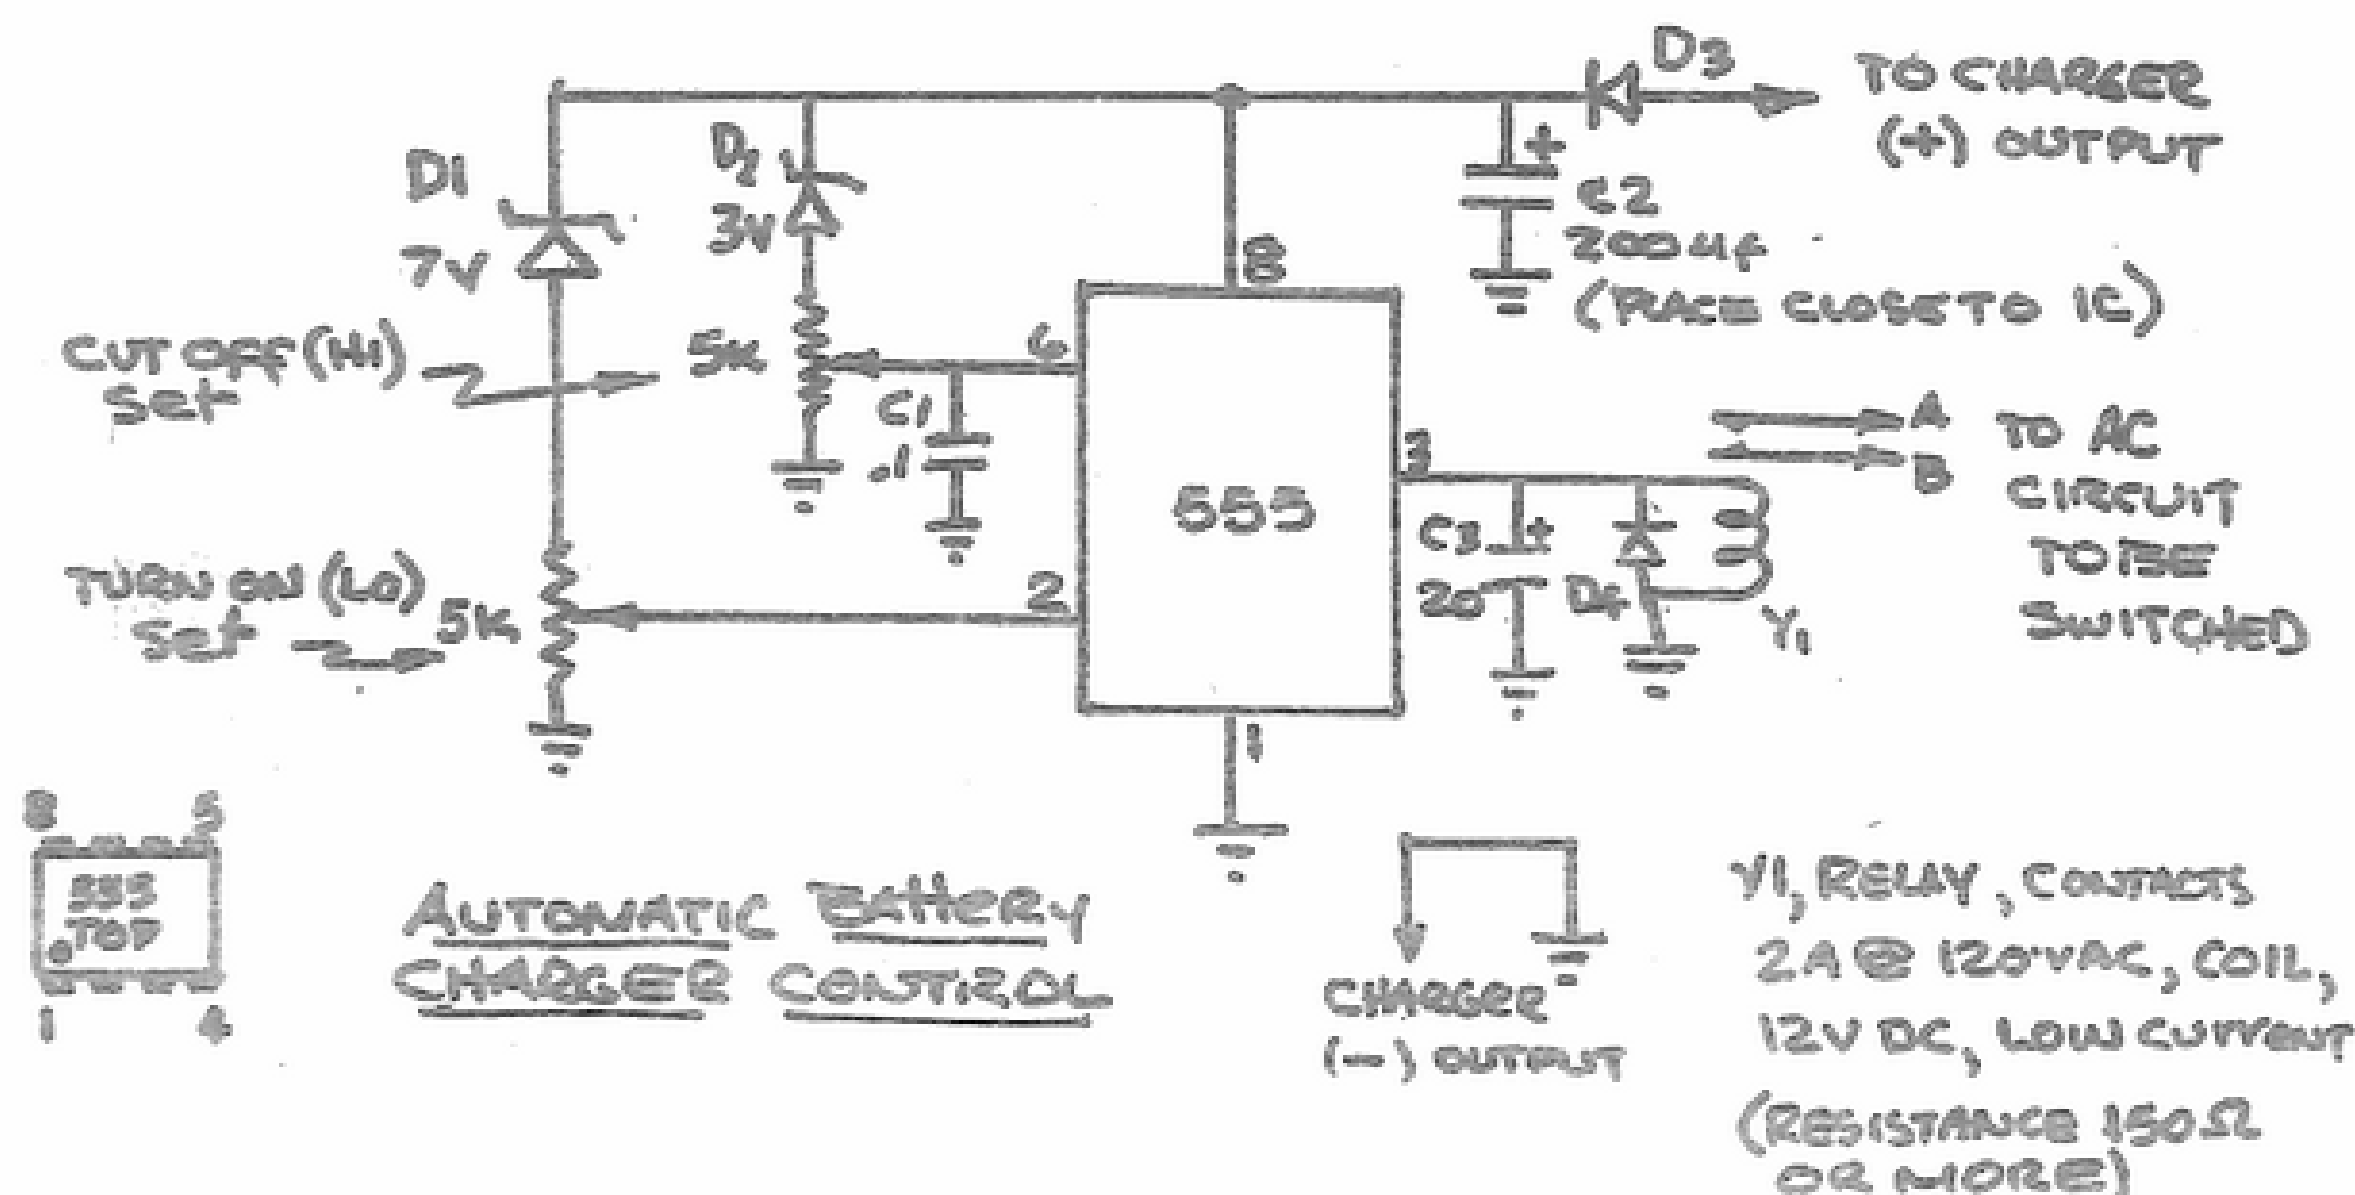 D3
TO CHARGER
(+) OUTPUT
D1
7V
D2
3V
+
C2
200 uf
(PLACE CLOSE TO IC)
8
CUT OFF (HI)
Set
5K
6
C1
.1
555
3
A
B
TO AC
CIRCUIT
TO BE
SWITCHED
C3 +
20
D4
Y1
TURN ON (LO)
Set
5K
2
1
8 5
555
TOP
1 4
AUTOMATIC BATTERY
CHARGER CONTROL
CHARGER
(-) OUTPUT
Y1, RELAY, CONTACTS
2A @ 120VAC, COIL,
12V DC, LOW CURRENT
(RESISTANCE 150Ω
OR MORE)